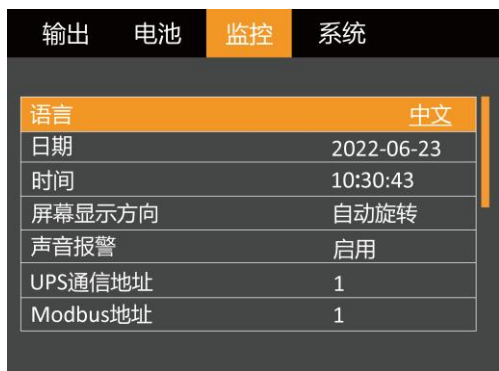 输出 电池 监控 系统
语言 中文
日期 2022-06-23
时间 10:30:43
屏幕显示方向 自动旋转
声音报警 启用
UPS通信地址 1
Modbus地址 1